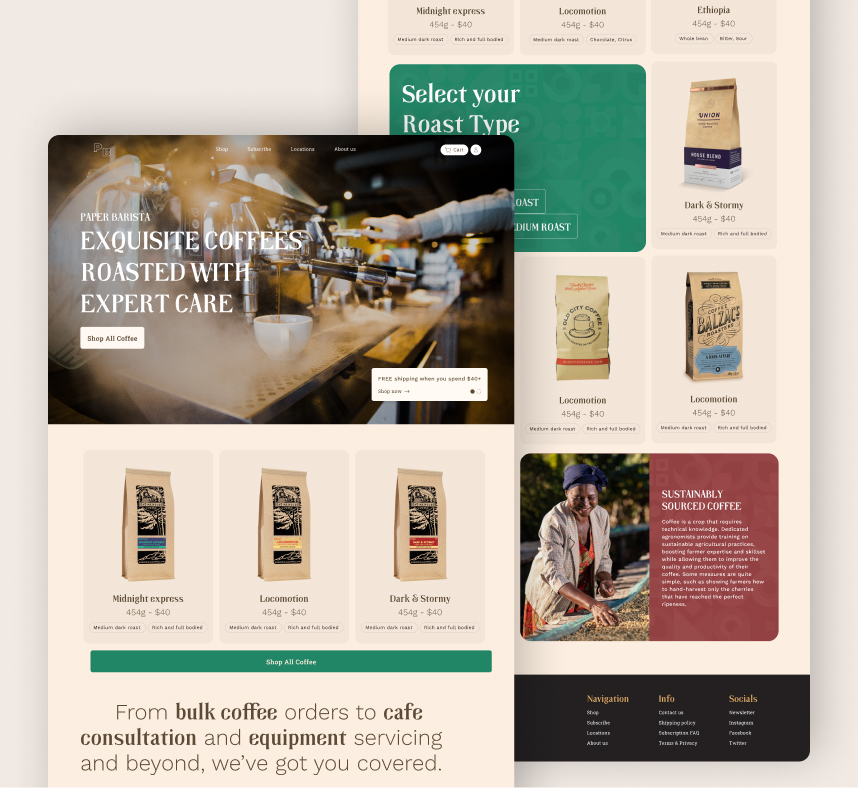 Midnight express
454g - $40
Medium dark roast
Rich and full bodied
Locomotion
454g - $40
Medium dark roast
Chocolate, Citrus
Ethiopia
454g - $40
Whole bean
Bitter, Sour
Select your
Roast Type
OAST
DIUM ROAST
UNION
HOUSE BLEND
Dark & Stormy
454g - $40
Medium dark roast
Rich and full bodied
OLD CITY COFFEE
Locomotion
454g - $40
Medium dark roast
Rich and full bodied
COFFEE
BALZAC'S
ROASTERS
Locomotion
454g - $40
Medium dark roast
Rich and full bodied
SUSTAINABLY
SOURCED COFFEE
Coffee is a crop that requires
technical knowledge. Dedicated
agronomists provide training on
sustainable agricultural practices,
boosting farmer expertise and skillset
while allowing them to improve the
quality and productivity of their
coffee. Some measures are quite
simple, such as showing farmers how
to hand-harvest only the cherries
that have reached the perfect
ripeness.
Navigation
Shop
Subscribe
Locations
About us
Info
Contact us
Shipping policy
Subscription FAQ
Terms & Privacy
Socials
Newsletter
Instagram
Facebook
Twitter
Shop
Subscribe
Locations
About us
Cart
PAPER BARISTA
EXQUISITE COFFEES
ROASTED WITH
EXPERT CARE
Shop All Coffee
FREE shipping when you spend $40+
Shop now →
Midnight express
454g - $40
Medium dark roast
Rich and full bodied
Locomotion
454g - $40
Medium dark roast
Rich and full bodied
DARK & STORMY
Dark & Stormy
454g - $40
Medium dark roast
Rich and full bodied
Shop All Coffee
From bulk coffee orders to cafe
consultation and equipment servicing
and beyond, we've got you covered.